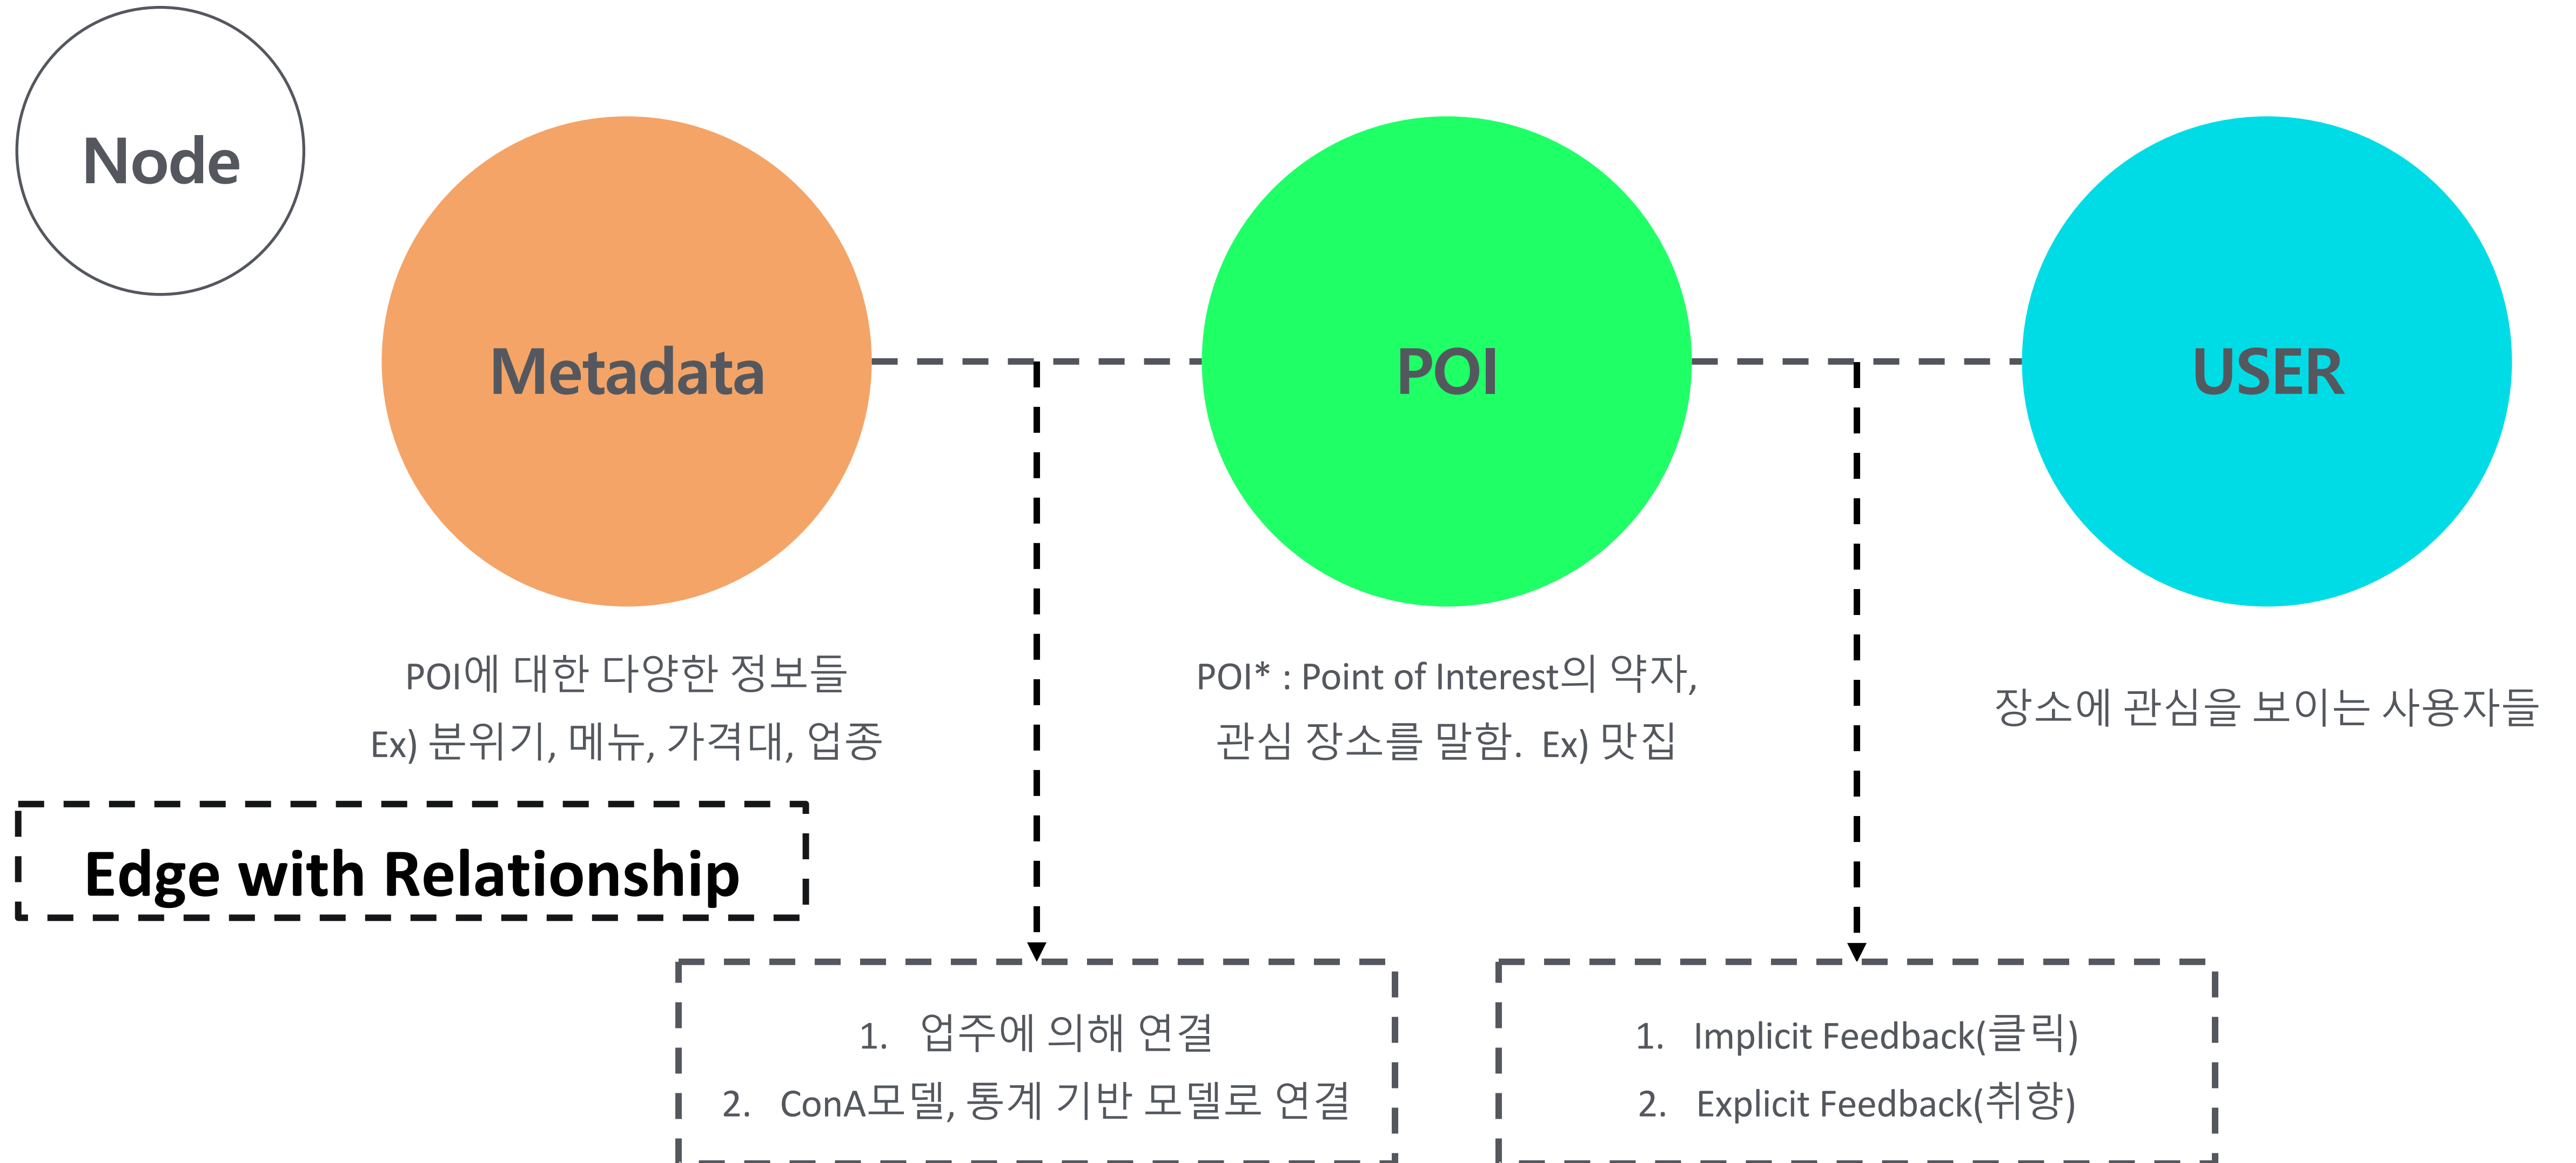 Node
Metadata
POI
USER
POI에 대한 다양한 정보들
Ex) 분위기, 메뉴, 가격대, 업종
POI* : Point of Interest의 약자,
관심 장소를 말함. Ex) 맛집
장소에 관심을 보이는 사용자들
Edge with Relationship
1. 업주에 의해 연결
2. ConA모델, 통계 기반 모델로 연결
1. Implicit Feedback(클릭)
2. Explicit Feedback(취향)